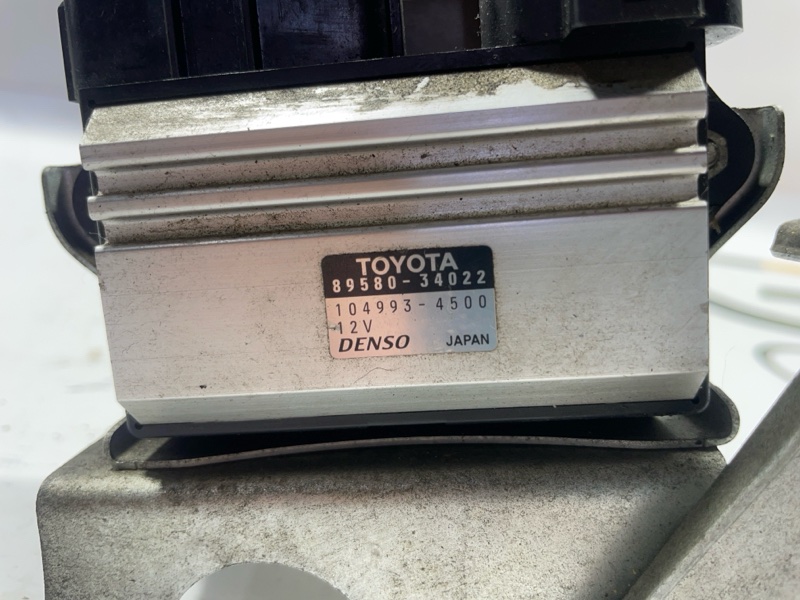 TOYOTA
89580-34022
104993-4500
12V
DENSO JAPAN